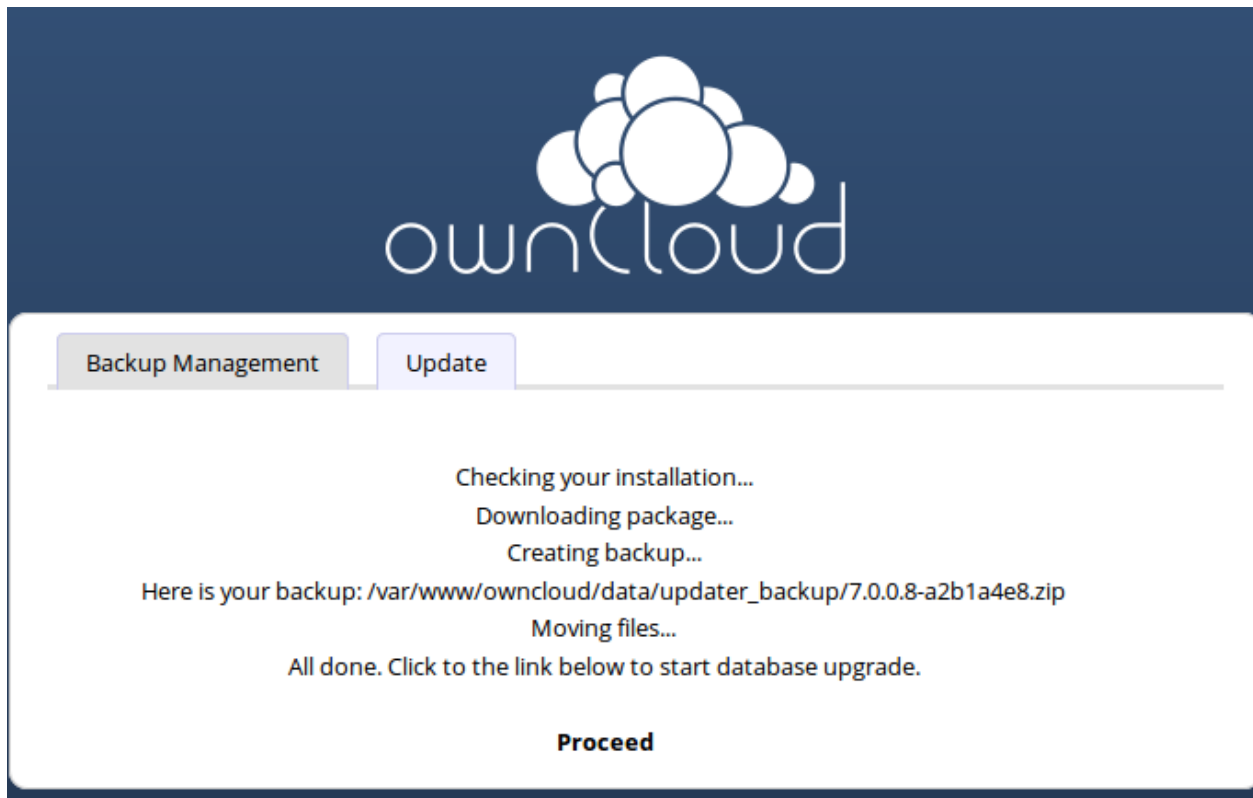 ownCloud
Backup Management
Update
Checking your installation...
Downloading package...
Creating backup...
Here is your backup: /var/www/owncloud/data/updater_backup/7.0.0.8-a2b1a4e8.zip
Moving files...
All done. Click to the link below to start database upgrade.
Proceed